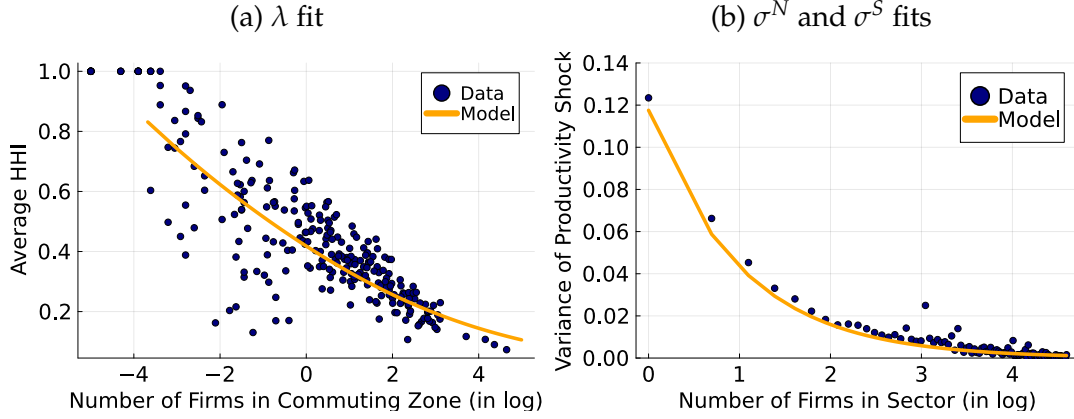 (a) λ fit
Average HHI
1.0
0.8
0.6
0.4
0.2
−4
−2
0
2
4
Number of Firms in Commuting Zone (in log)
Data
Model
(b) σ^N and σ^S fits
Variance of Productivity Shock
0.14
0.12
0.10
0.08
0.06
0.04
0.02
0.00
0
1
2
3
4
Number of Firms in Sector (in log)
Data
Model